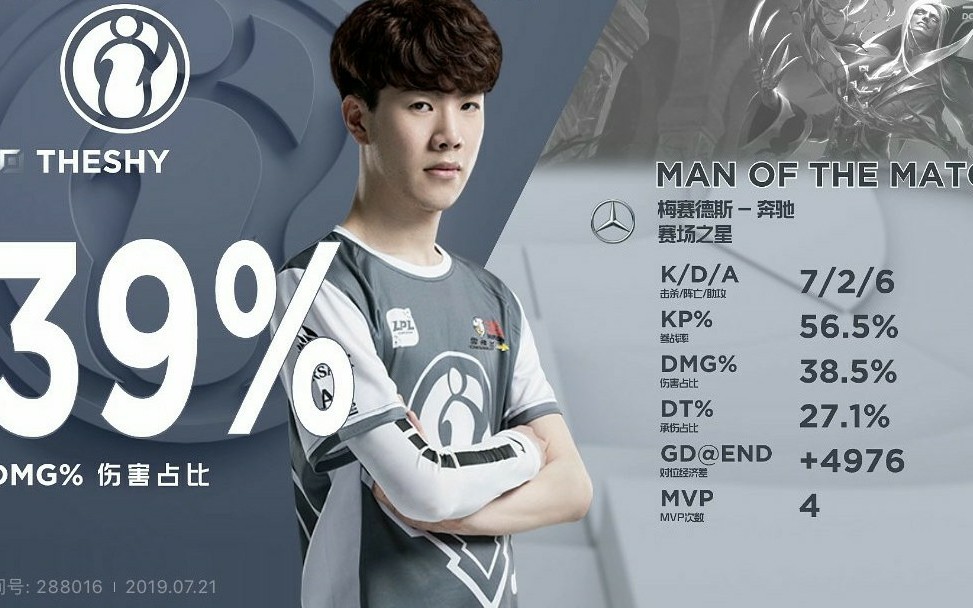 THESHY
39%
DMG% 伤害占比
间号: 288016 | 2019.07.21
LPL
MAN OF THE MATC
梅赛德斯 – 奔驰
赛场之星
K/D/A 7/2/6
击杀/阵亡/助攻
KP% 56.5%
参战率
DMG% 38.5%
伤害占比
DT% 27.1%
承伤占比
GD@END +4976
对位经济差
MVP 4
MVP次数